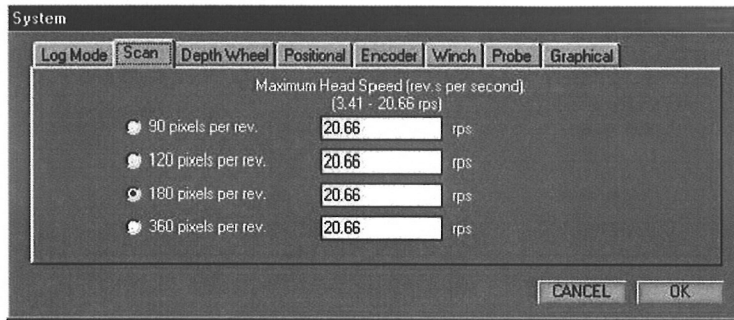 System
Log Mode Scan Depth Wheel Positional Encoder Winch Probe Graphical
Maximum Head Speed (rev.s per second)
(3.41 - 20.66 rps)
90 pixels per rev. 20.66 rps
120 pixels per rev. 20.66 rps
180 pixels per rev. 20.66 rps
360 pixels per rev. 20.66 rps
CANCEL OK